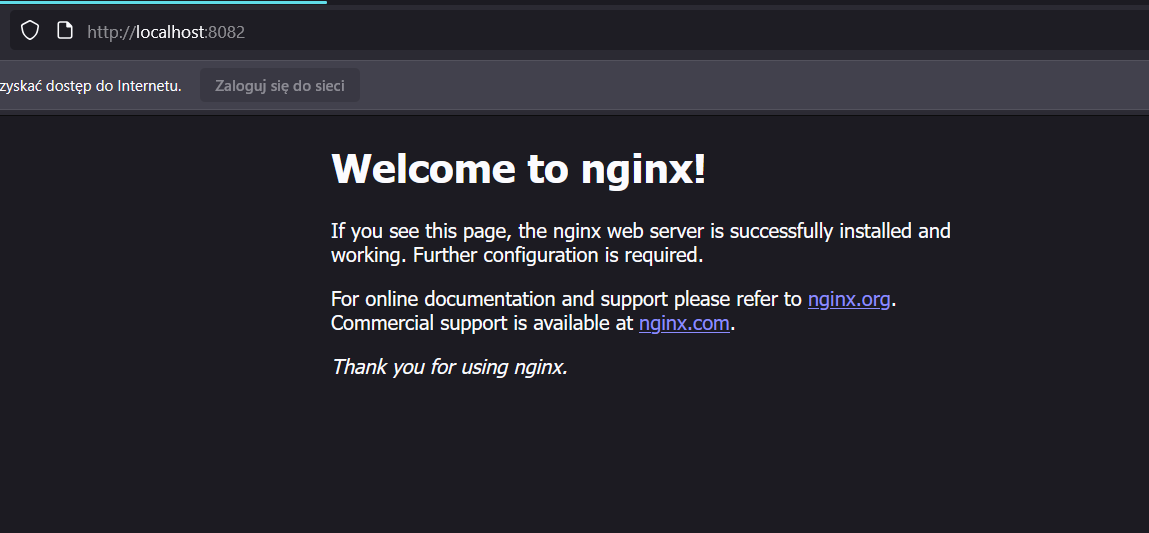 http://localhost:8082
zyskać dostęp do Internetu. Zaloguj się do sieci
Welcome to nginx!
If you see this page, the nginx web server is successfully installed and
working. Further configuration is required.
For online documentation and support please refer to nginx.org.
Commercial support is available at nginx.com.
Thank you for using nginx.